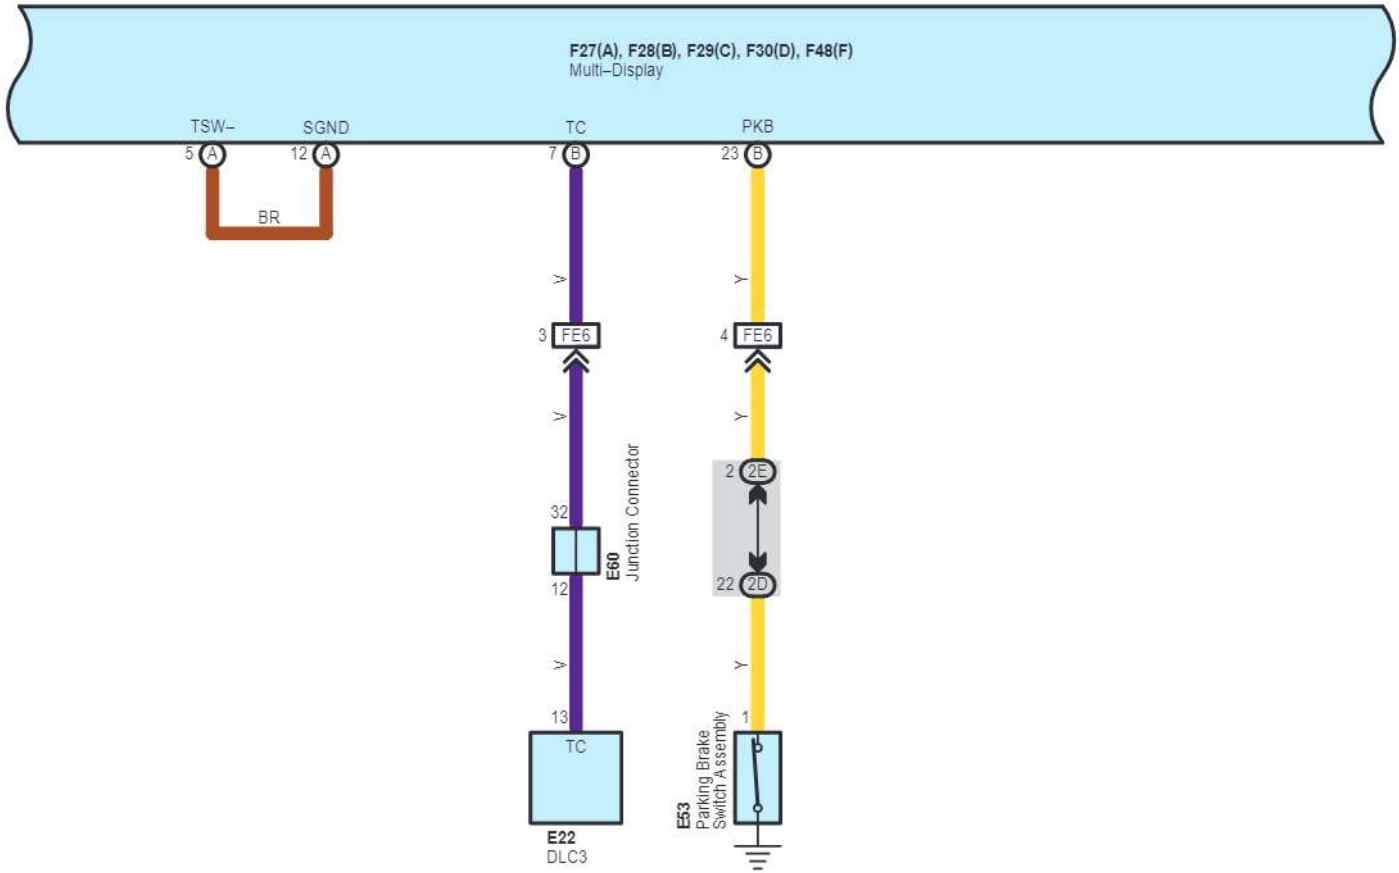 F27(A), F28(B), F29(C), F30(D), F48(F)
Multi–Display
TSW–
SGND
TC
PKB
5 A
12 A
7 B
23 B
BR
V
Y
3 FE6
4 FE6
V
Y
2 2E
32
E60
Junction Connector
12
22 2D
V
Y
13
1
TC
E53
Parking Brake
Switch Assembly
E22
DLC3